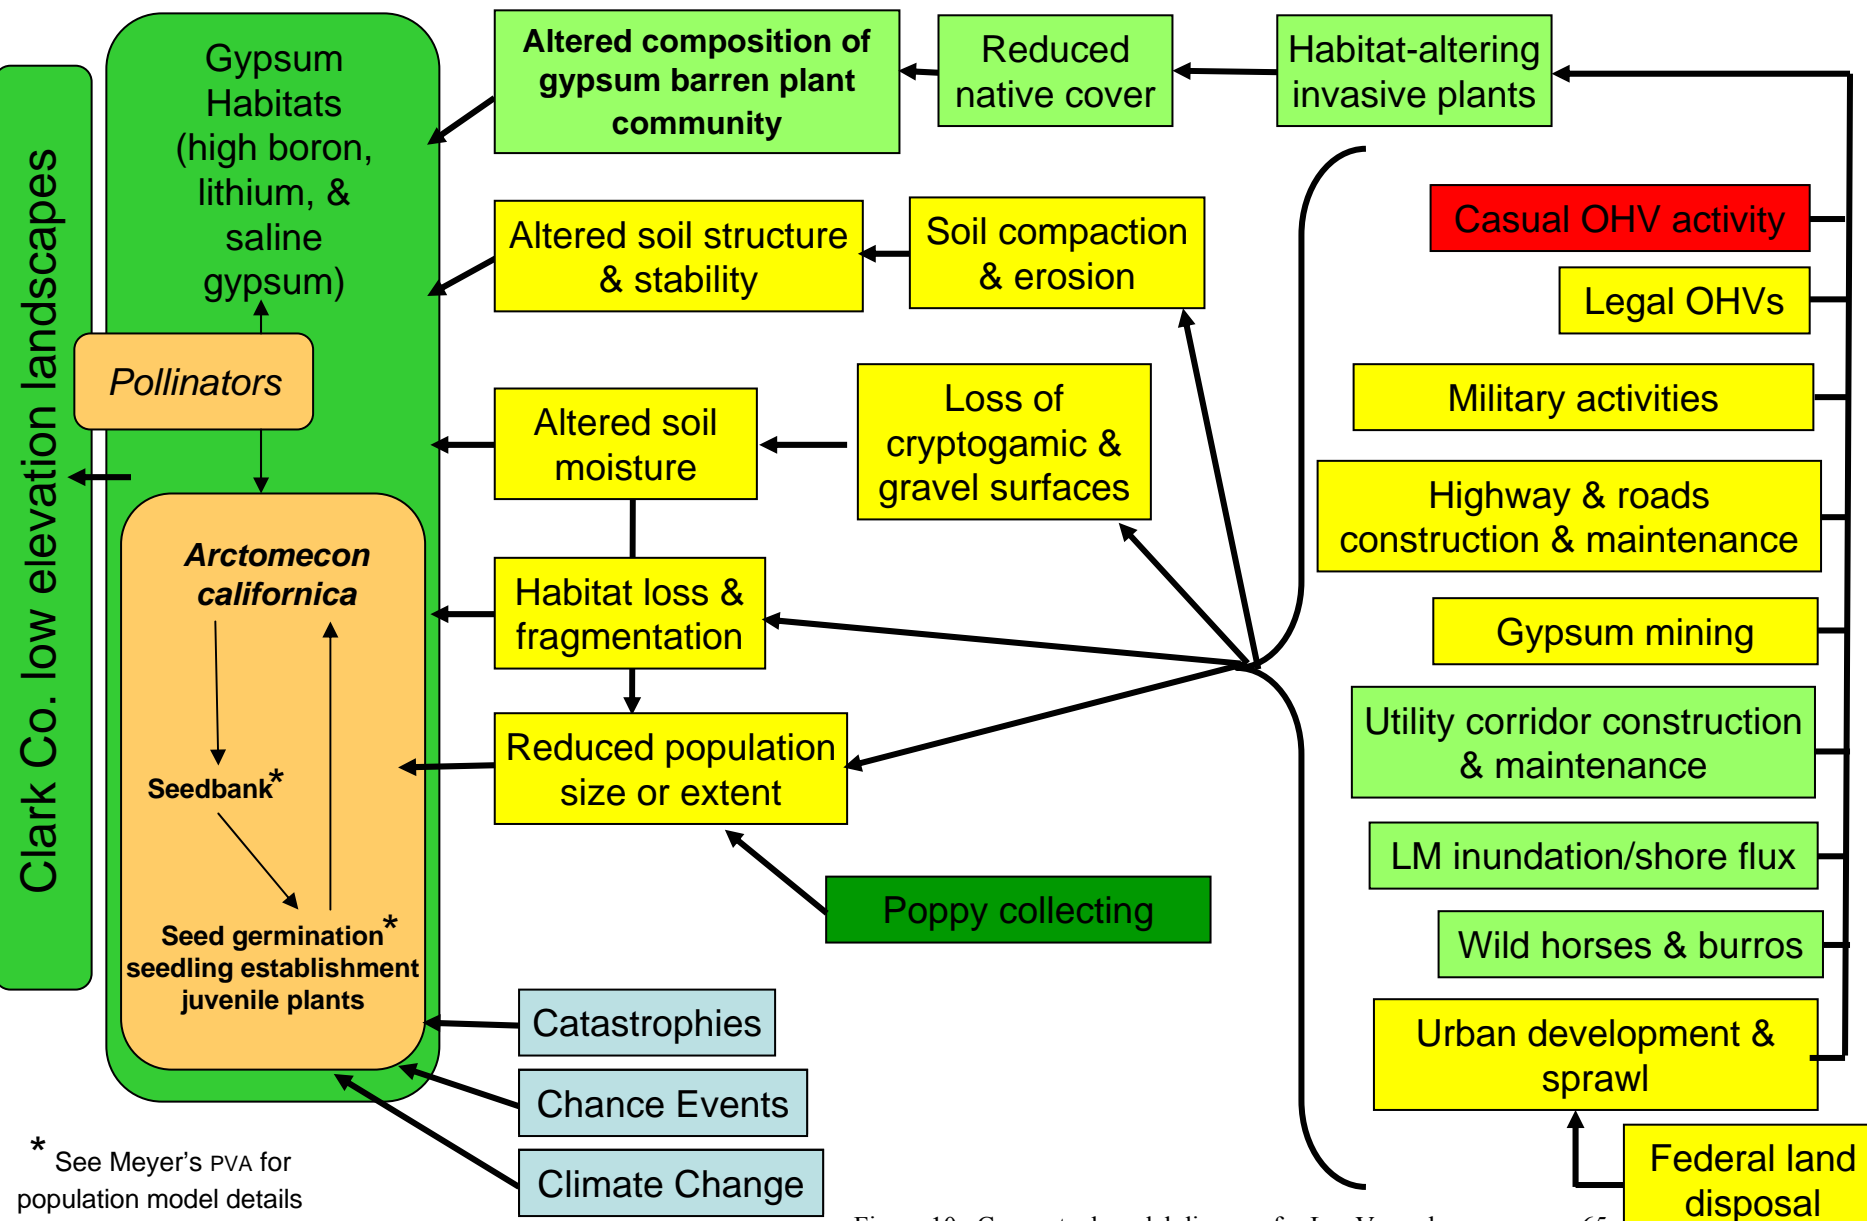 Clark Co. low elevation landscapes
Gypsum
Habitats
(high boron,
lithium, &
saline
gypsum)
Pollinators
Arctomecon
californica
Seedbank*
Seed germination*
seedling establishment
juvenile plants
* See Meyer's PVA for
population model details
Altered composition of
gypsum barren plant
community
Reduced
native cover
Habitat-altering
invasive plants
Altered soil structure
& stability
Soil compaction
& erosion
Altered soil
moisture
Loss of
cryptogamic &
gravel surfaces
Habitat loss &
fragmentation
Reduced population
size or extent
Poppy collecting
Catastrophies
Chance Events
Climate Change
Casual OHV activity
Legal OHVs
Military activities
Highway & roads
construction & maintenance
Gypsum mining
Utility corridor construction
& maintenance
LM inundation/shore flux
Wild horses & burros
Urban development &
sprawl
Federal land
disposal